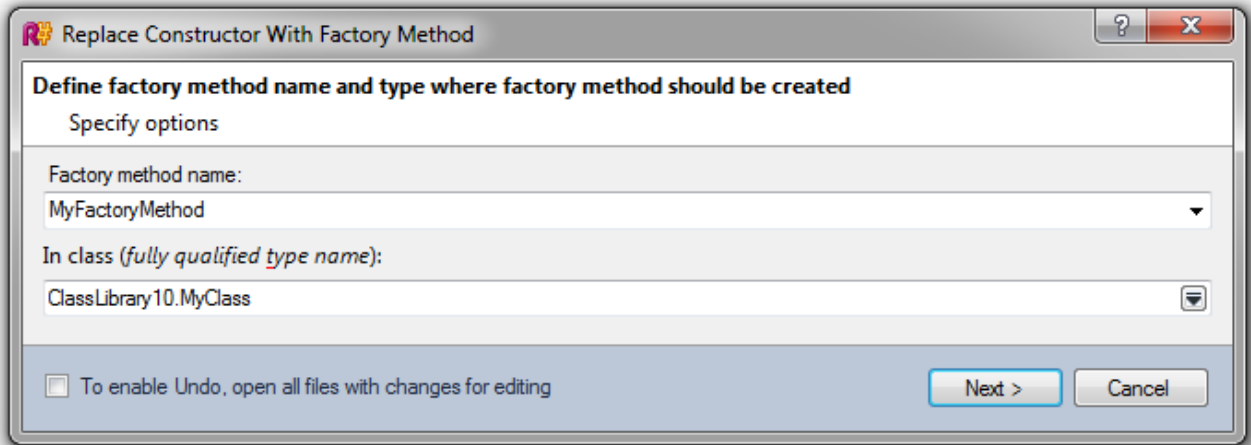 R# Replace Constructor With Factory Method
?
Define factory method name and type where factory method should be created
Specify options
Factory method name:
MyFactoryMethod
In class (fully qualified type name):
ClassLibrary10.MyClass
To enable Undo, open all files with changes for editing
Next >
Cancel